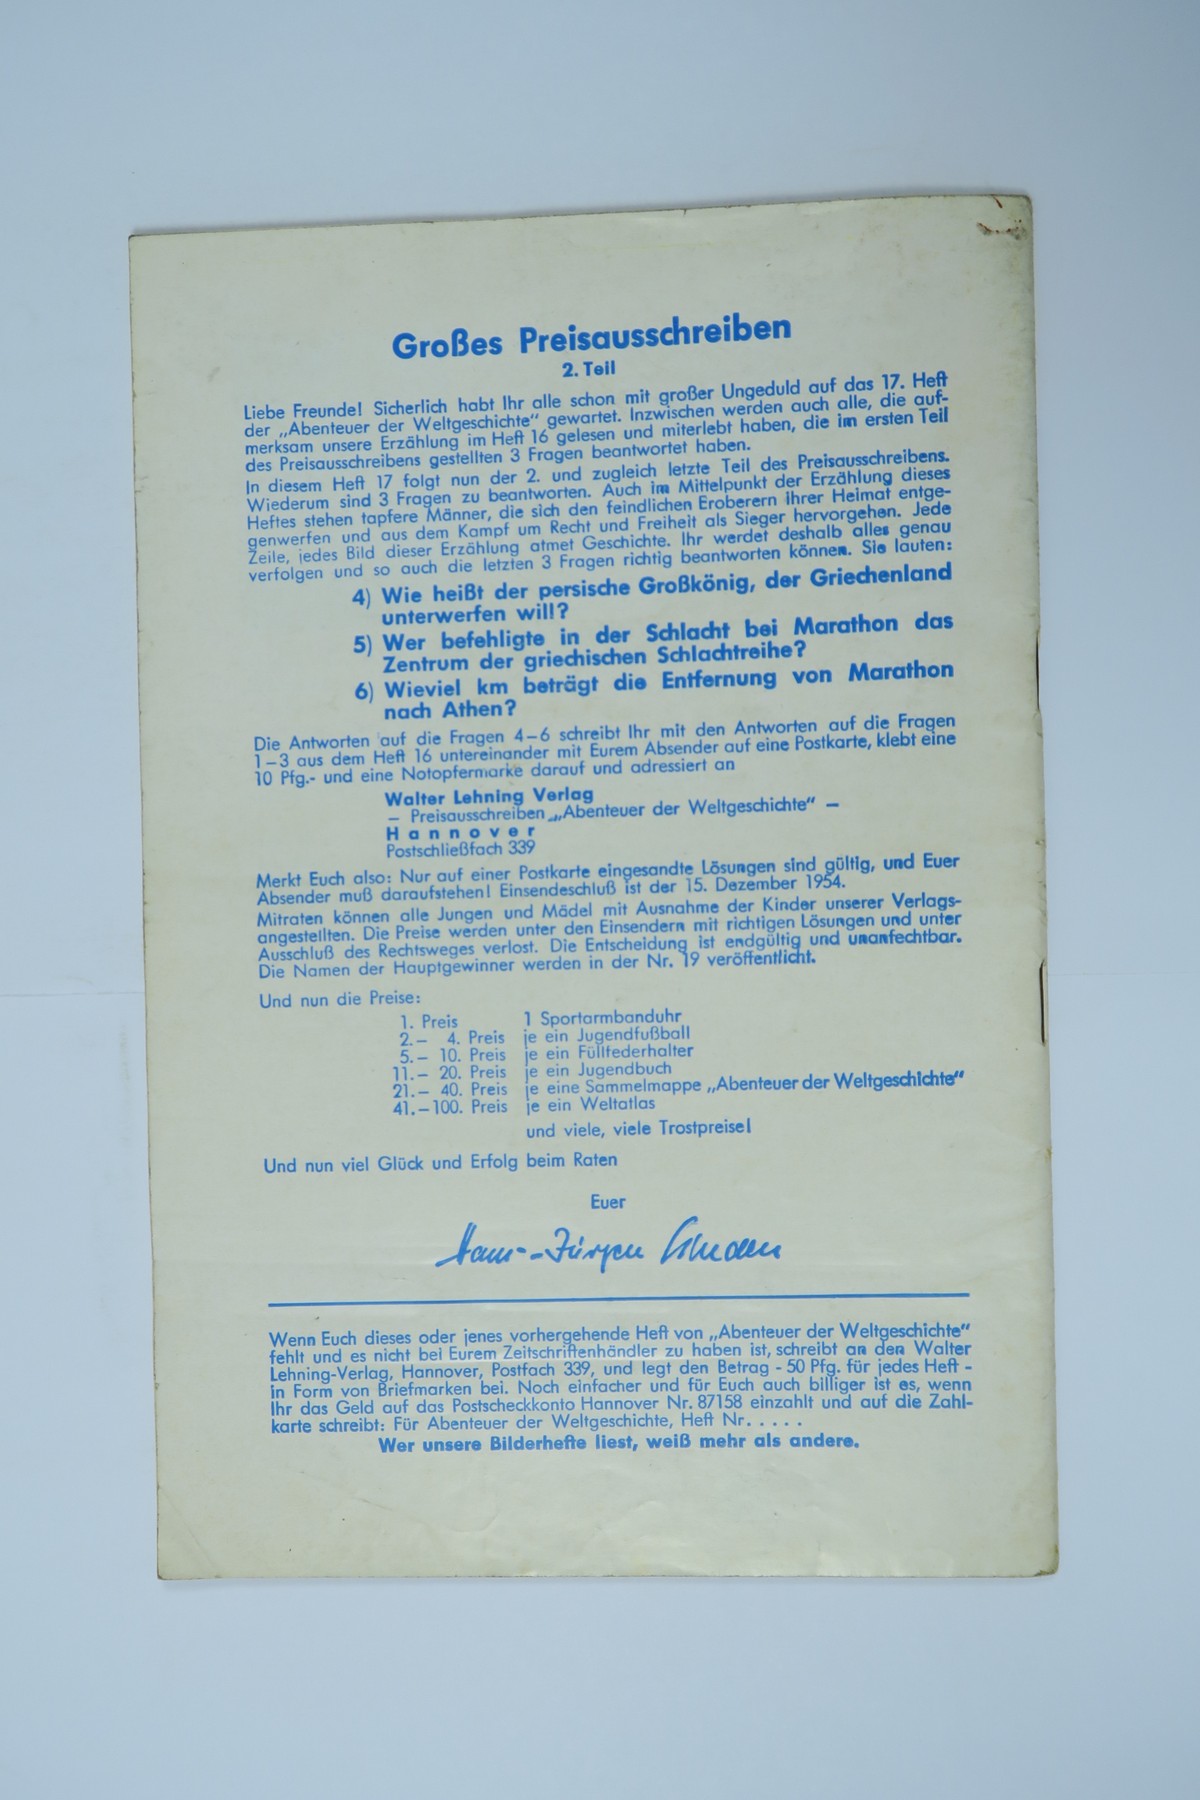 Großes Preisausschreiben
2. Teil
Liebe Freunde! Sicherlich habt Ihr alle schon mit großer Ungeduld auf das 17. Heft
der „Abenteuer der Weltgeschichte“ gewartet. Inzwischen werden auch alle, die auf-
merksam unsere Erzählung im Heft 16 gelesen und miterlebt haben, die im ersten Teil
des Preisausschreibens gestellten 3 Fragen beantwortet haben.
In diesem Heft 17 folgt nun der 2. und zugleich letzte Teil des Preisausschreibens.
Wiederum sind 3 Fragen zu beantworten. Auch im Mittelpunkt der Erzählung dieses
Heftes stehen tapfere Männer, die sich den feindlichen Eroberern ihrer Heimat entge-
genwerfen und aus dem Kampf um Recht und Freiheit als Sieger hervorgehen. Jede
Zeile, jedes Bild dieser Erzählung atmet Geschichte. Ihr werdet deshalb alles genau
verfolgen und so auch die letzten 3 Fragen richtig beantworten können. Sie lauten:
4) Wie heißt der persische Großkönig, der Griechenland
unterwerfen will?
5) Wer befehligte in der Schlacht bei Marathon das
Zentrum der griechischen Schlachtreihe?
6) Wieviel km beträgt die Entfernung von Marathon
nach Athen?
Die Antworten auf die Fragen 4–6 schreibt Ihr mit den Antworten auf die Fragen
1–3 aus dem Heft 16 untereinander mit Eurem Absender auf eine Postkarte, klebt eine
10 Pfg.- und eine Notopfermarke darauf und adressiert an
Walter Lehning Verlag
– Preisausschreiben „Abenteuer der Weltgeschichte“ –
Hannover
Postschließfach 339
Merkt Euch also: Nur auf einer Postkarte eingesandte Lösungen sind gültig, und Euer
Absender muß daraufstehen! Einsendeschluß ist der 15. Dezember 1954.
Mitraten können alle Jungen und Mädel mit Ausnahme der Kinder unserer Verlags-
angestellten. Die Preise werden unter den Einsendern mit richtigen Lösungen und unter
Ausschluß des Rechtsweges verlost. Die Entscheidung ist endgültig und unanfechtbar.
Die Namen der Hauptgewinner werden in der Nr. 19 veröffentlicht.
Und nun die Preise:
1. Preis 1 Sportarmbanduhr
2.– 4. Preis je ein Jugendfußball
5.– 10. Preis je ein Füllfederhalter
11.– 20. Preis je ein Jugendbuch
21.– 40. Preis je eine Sammelmappe „Abenteuer der Weltgeschichte“
41.–100. Preis je ein Weltatlas
und viele, viele Trostpreise!
Und nun viel Glück und Erfolg beim Raten
Euer
Hans-Jürgen
Wenn Euch dieses oder jenes vorhergehende Heft von „Abenteuer der Weltgeschichte“
fehlt und es nicht bei Eurem Zeitschriftenhändler zu haben ist, schreibt an den Walter
Lehning-Verlag, Hannover, Postfach 339, und legt den Betrag - 50 Pfg. für jedes Heft -
in Form von Briefmarken bei. Noch einfacher und für Euch auch billiger ist es, wenn
Ihr das Geld auf das Postscheckkonto Hannover Nr. 87158 einzahlt und auf die Zahl-
karte schreibt: Für Abenteuer der Weltgeschichte, Heft Nr. . . . .
Wer unsere Bilderhefte liest, weiß mehr als andere.